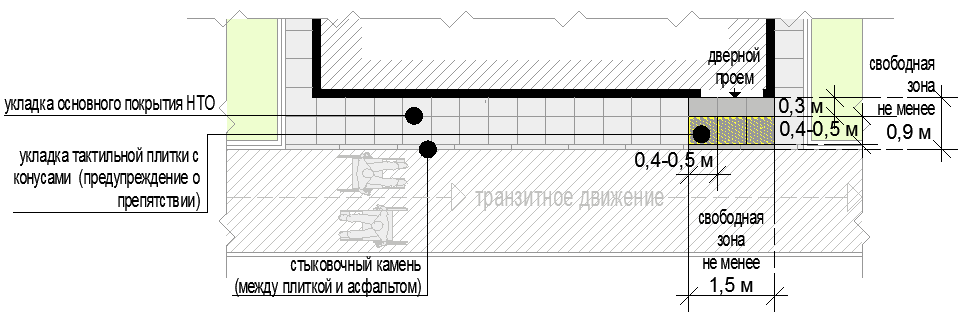 дверной
проем
свободная
зона
не менее
0,9 м
укладка основного покрытия НТО
0,3 м
0,4-0,5 м
укладка тактильной плитки с
конусами (предупреждение о
препятствии)
0,4-0,5 м
транзитное движение
свободная
зона
не менее
1,5 м
стыковочный камень
(между плиткой и асфальтом)